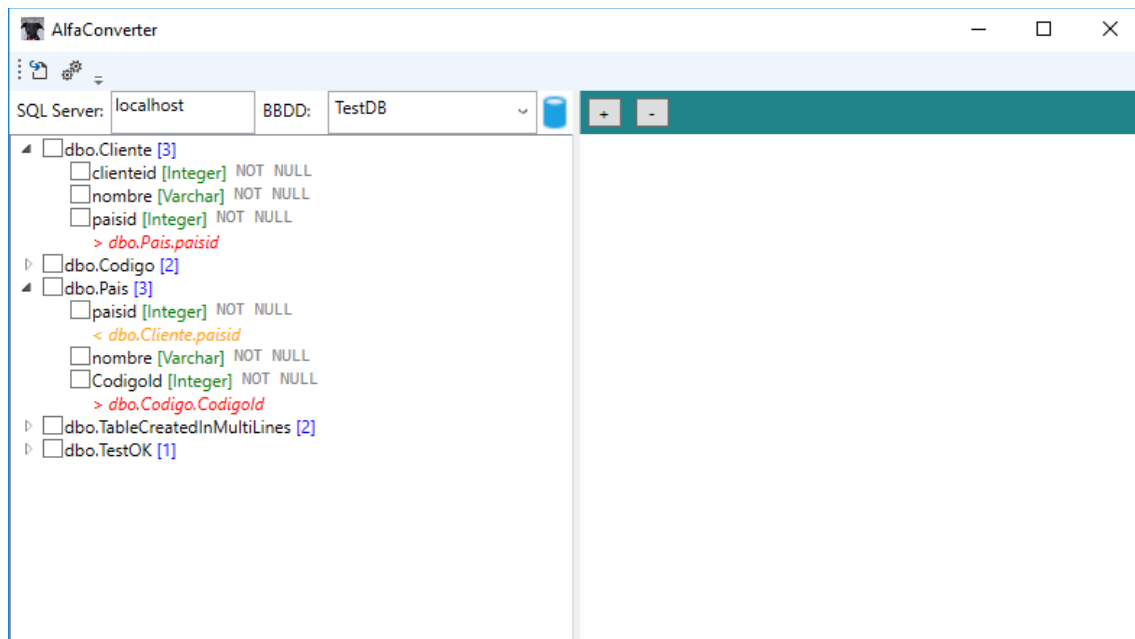 AlfaConverter
SQL Server: localhost BBDD: TestDB + -
dbo.Cliente [3]
clienteid [Integer] NOT NULL
nombre [Varchar] NOT NULL
paisid [Integer] NOT NULL
> dbo.Pais.paisid
dbo.Codigo [2]
dbo.Pais [3]
paisid [Integer] NOT NULL
< dbo.Cliente.paisid
nombre [Varchar] NOT NULL
CodigoId [Integer] NOT NULL
> dbo.Codigo.CodigoId
dbo.TableCreatedInMultiLines [2]
dbo.TestOK [1]